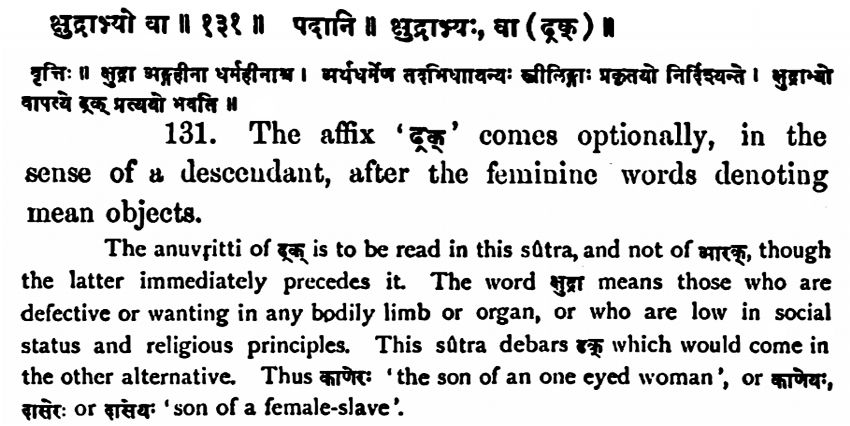 क्षुद्राभ्यो वा ॥ १३१ ॥ पदानि ॥ क्षुद्राभ्यः, वा ( ढ्रक् ) ॥
वृत्तिः ॥ क्षुद्रा अङ्गहीना धर्महीनाश्च । अर्थधर्मेण तदभिधायिन्यः स्त्रीलिङ्गाः प्रकृतयो निर्दिश्यन्ते । क्षुद्राभ्यो
वापत्ये ढ्रक् प्रत्ययो भवति ॥
131. The affix ‘ढ्रक्’ comes optionally, in the
sense of a descendant, after the feminine words denoting
mean objects.
The anuvṛitti of ढ्रक् is to be read in this sûtra, and not of आरक्, though
the latter immediately precedes it. The word क्षुद्रा means those who are
defective or wanting in any bodily limb or organ, or who are low in social
status and religious principles. This sûtra debars ढक् which would come in
the other alternative. Thus काणेरः ‘the son of an one eyed woman’, or काणेयः,
दासेरः or दासेयः ‘son of a female-slave’.